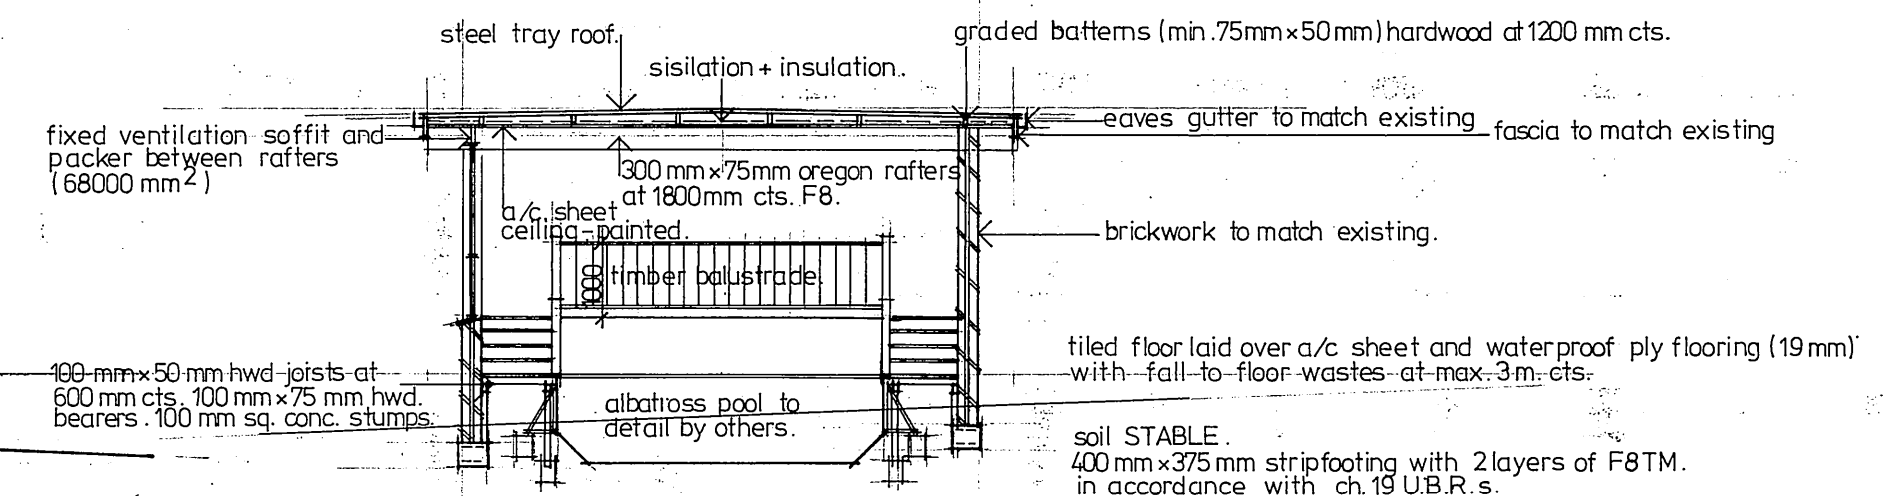 steel tray roof.
graded battems (min.75mm×50mm) hardwood at 1200 mm cts.
sisilation + insulation.
eaves gutter to match existing
fascia to match existing
fixed ventilation soffit and
packer between rafters
(68000 mm2)
300 mm×75mm oregon rafters
at 1800mm cts. F8.
a/c. sheet
ceiling-painted.
brickwork to match existing.
1000
timber balustrade.
tiled floor laid over a/c sheet and waterproof ply flooring (19mm)
with fall to floor wastes at max. 3m. cts.
100 mm×50 mm hwd joists at
600 mm cts. 100 mm×75 mm hwd.
bearers. 100 mm sq. conc. stumps.
albatross pool to
detail by others.
soil STABLE.
400 mm×375 mm stripfooting with 2 layers of F8TM.
in accordance with ch.19 U.B.R.s.